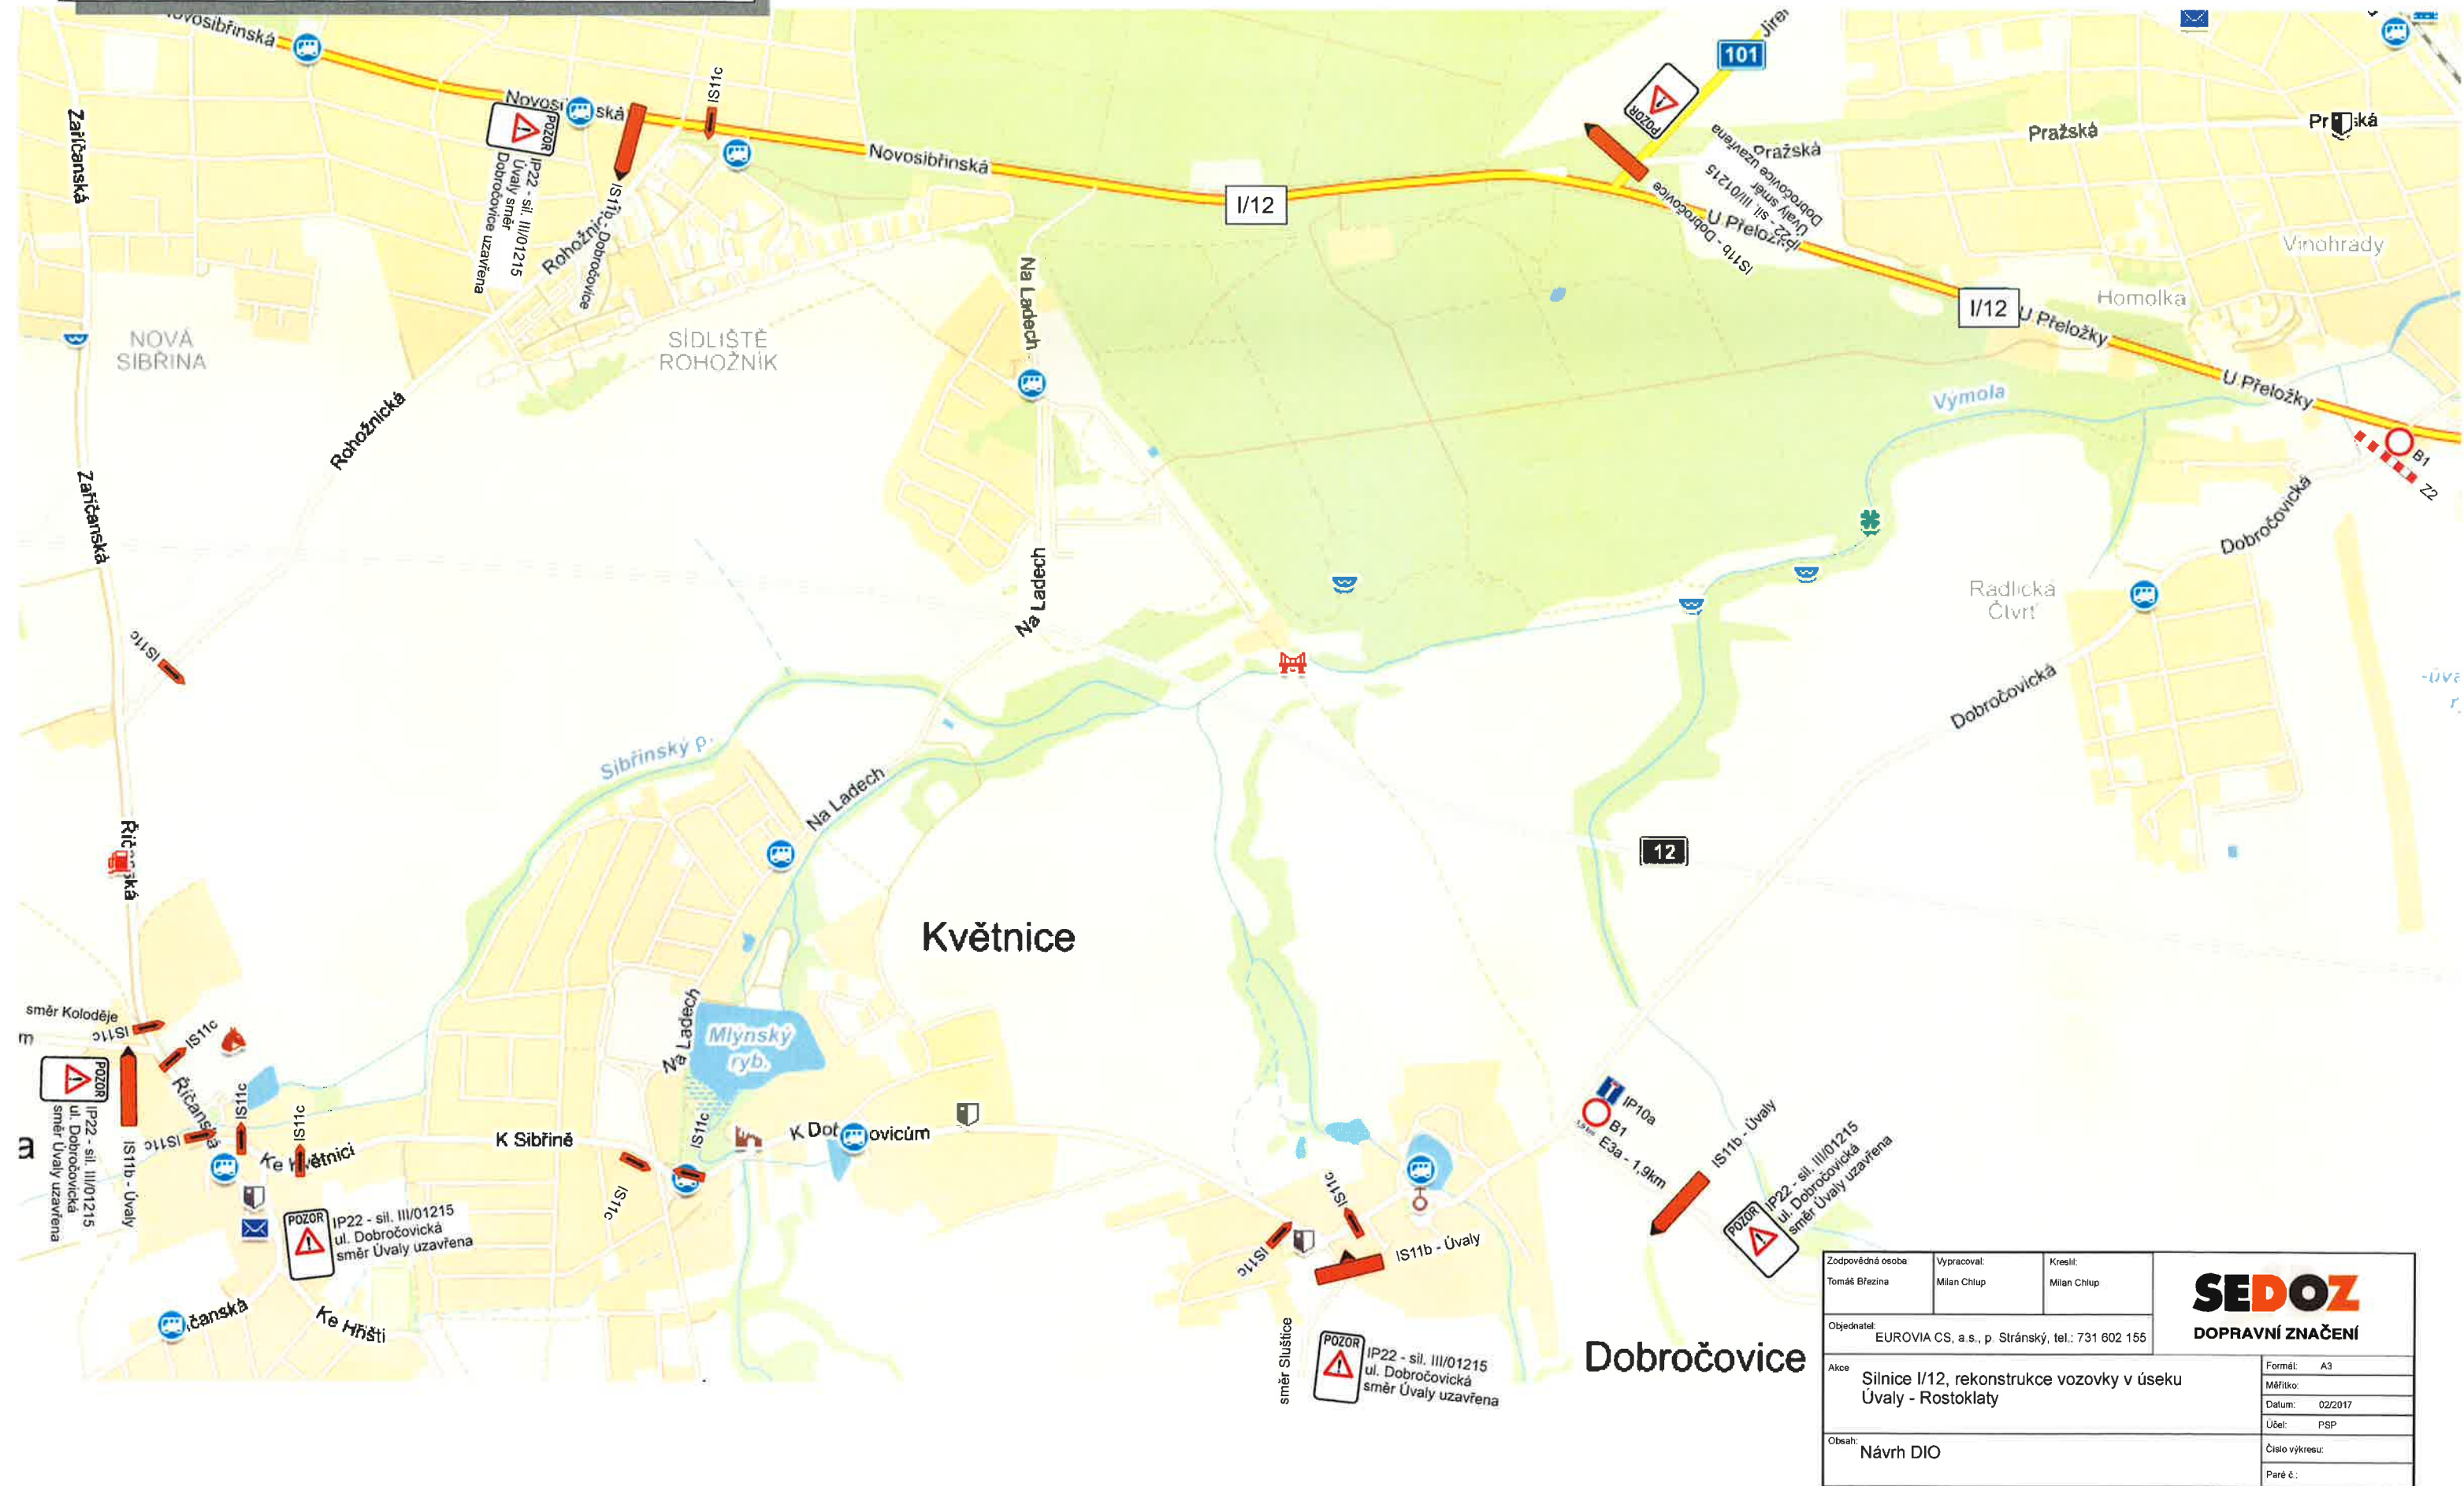 Novosibřinská
Zaříčanská
Novosi ská
IS11c
POZOR
IP22 - sil. III/01215
Úvaly směr
Dobročovice uzavřena
IS11b - Dobročovice
Novosibřinská
I/12
101
POZOR
IP22 - sil. III/01215
Úvaly směr
Dobročovice uzavřena
IS11b - Dobročovice
Pražská
Pražská
U Přeložky
Vinohrady
Homolka
I/12
U Přeložky
U Přeložky
B1
Z2
NOVÁ
SIBŘINA
SÍDLIŠTĚ
ROHOŽNÍK
Rohožnická
Na Ladech
Výmola
Zaříčanská
Na Ladech
Dobročovická
Radlická
Čtvrť
IS11c
Dobročovická
Sibřinský p.
Na Ladech
12
Květnice
směr Koloděje
IS11c
IS11c
POZOR
IP22 - sil. III/01215
ul. Dobročovická
směr Úvaly uzavřena
IS11b - Úvaly
Říčanská
IS11c
IS11c
IS11c
Ke Květnici
K Sibřině
Na Ladech
Mlýnský
ryb.
IS11c
IS11c
K Dob ovicům
POZOR
IP22 - sil. III/01215
ul. Dobročovická
směr Úvaly uzavřena
Ke Hřišti
IS11c
IS11c
IS11b - Úvaly
směr Sluštice
POZOR
IP22 - sil. III/01215
ul. Dobročovická
směr Úvaly uzavřena
IP10a
B1
E3a - 1,9km
IS11b - Úvaly
POZOR
IP22 - sil. III/01215
ul. Dobročovická
směr Úvaly uzavřena
Dobročovice
Zodpovědná osoba Vypracoval: Kreslil:
Tomáš Březina Milan Chlup Milan Chlup
SEDOZ
DOPRAVNÍ ZNAČENÍ
Objednatel:
EUROVIA CS, a.s., p. Stránský, tel.: 731 602 155
Akce
Silnice I/12, rekonstrukce vozovky v úseku
Úvaly - Rostoklaty
Formát: A3
Měřítko:
Datum: 02/2017
Účel: PSP
Obsah:
Návrh DIO
Číslo výkresu:
Paré č.: